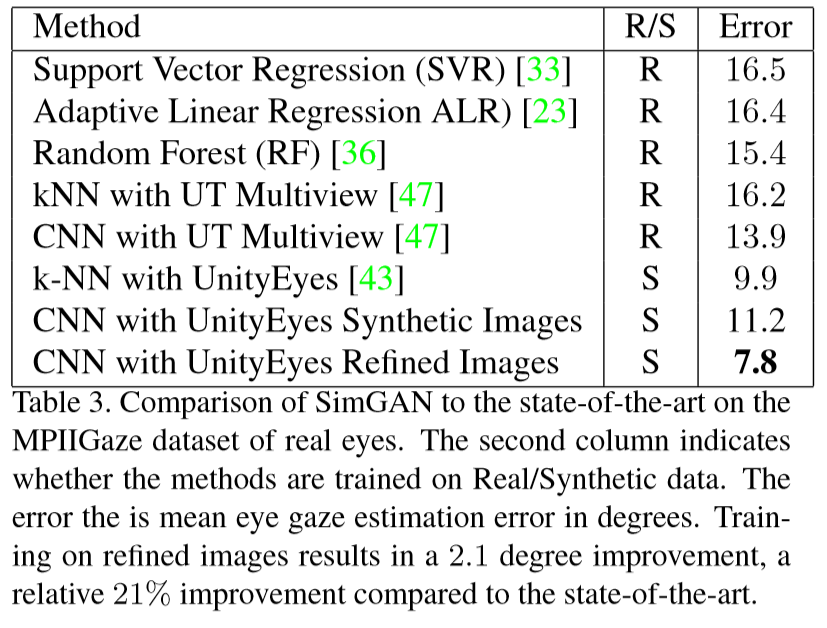 Method R/S Error
Support Vector Regression (SVR) [33] R 16.5
Adaptive Linear Regression ALR) [23] R 16.4
Random Forest (RF) [36] R 15.4
kNN with UT Multiview [47] R 16.2
CNN with UT Multiview [47] R 13.9
k-NN with UnityEyes [43] S 9.9
CNN with UnityEyes Synthetic Images S 11.2
CNN with UnityEyes Refined Images S 7.8
Table 3. Comparison of SimGAN to the state-of-the-art on the
MPIIGaze dataset of real eyes. The second column indicates
whether the methods are trained on Real/Synthetic data. The
error the is mean eye gaze estimation error in degrees. Train-
ing on refined images results in a 2.1 degree improvement, a
relative 21% improvement compared to the state-of-the-art.